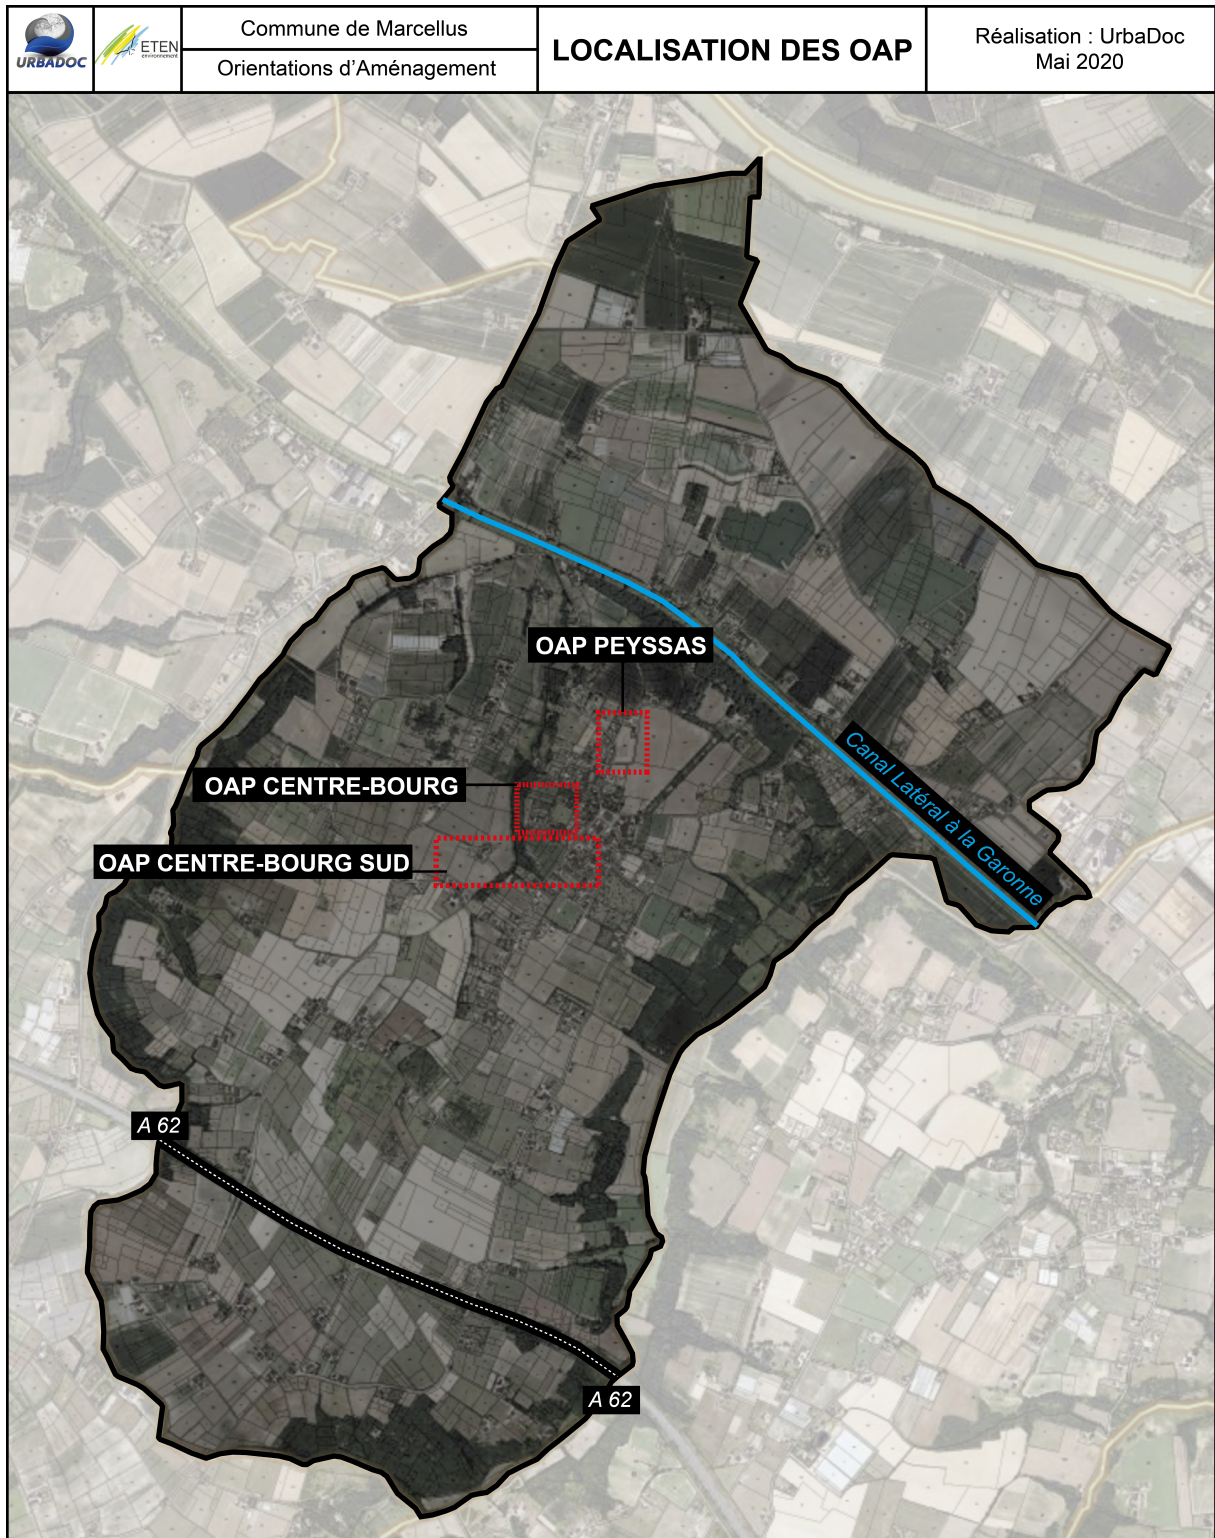 URBADOC
ETEN
environnement
Commune de Marcellus
Orientations d'Aménagement
LOCALISATION DES OAP
Réalisation : UrbaDoc
Mai 2020
OAP PEYSSAS
OAP CENTRE-BOURG
OAP CENTRE-BOURG SUD
Canal Latéral à la Garonne
A 62
A 62